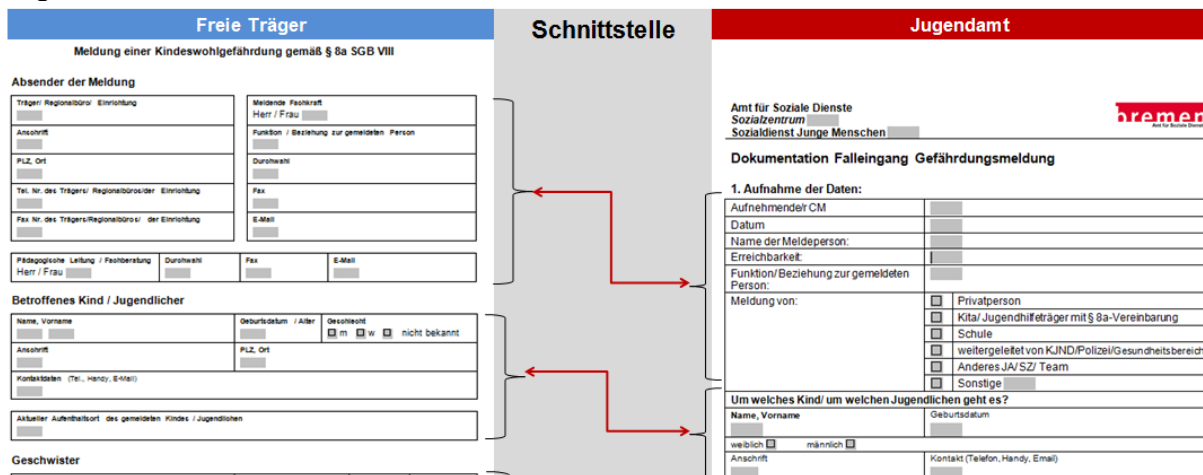 Freie Träger
Schnittstelle
Jugendamt
Meldung einer Kindeswohlgefährdung gemäß § 8a SGB VIII
Absender der Meldung
Träger/ Regionalbüro/ Einrichtung
Meldende Fachkraft
Herr / Frau
Anschrift
Funktion / Beziehung zur gemeldeten Person
PLZ, Ort
Durchwahl
Tel. Nr. des Trägers/ Regionalbüros/der Einrichtung
Fax
Fax Nr. des Trägers/Regionalbüros/ der Einrichtung
E-Mail
Pädagogische Leitung / Fachberatung
Herr / Frau
Durchwahl
Fax
E-Mail
Betroffenes Kind / Jugendlicher
Name, Vorname
Geburtsdatum / Alter
Geschlecht
m w nicht bekannt
Anschrift
PLZ, Ort
Kontaktdaten (Tel., Handy, E-Mail)
Aktueller Aufenthaltsort des gemeldeten Kindes / Jugendlichen
Geschwister
Amt für Soziale Dienste
Sozialzentrum
Sozialdienst Junge Menschen
bremen
Amt für Soziale Dienste
Dokumentation Falleingang Gefährdungsmeldung
1. Aufnahme der Daten:
Aufnehmende/r CM
Datum
Name der Meldeperson:
Erreichbarkeit:
Funktion/Beziehung zur gemeldeten
Person:
Meldung von:
Privatperson
Kita/ Jugendhilfeträger mit § 8a-Vereinbarung
Schule
weitergeleitet von KJND/Polizei/Gesundheitsbereich
Anderes JA/SZ/ Team
Sonstige
Um welches Kind/ um welchen Jugendlichen geht es?
Name, Vorname
Geburtsdatum
weiblich männlich
Anschrift
Kontakt (Telefon, Handy, Email)